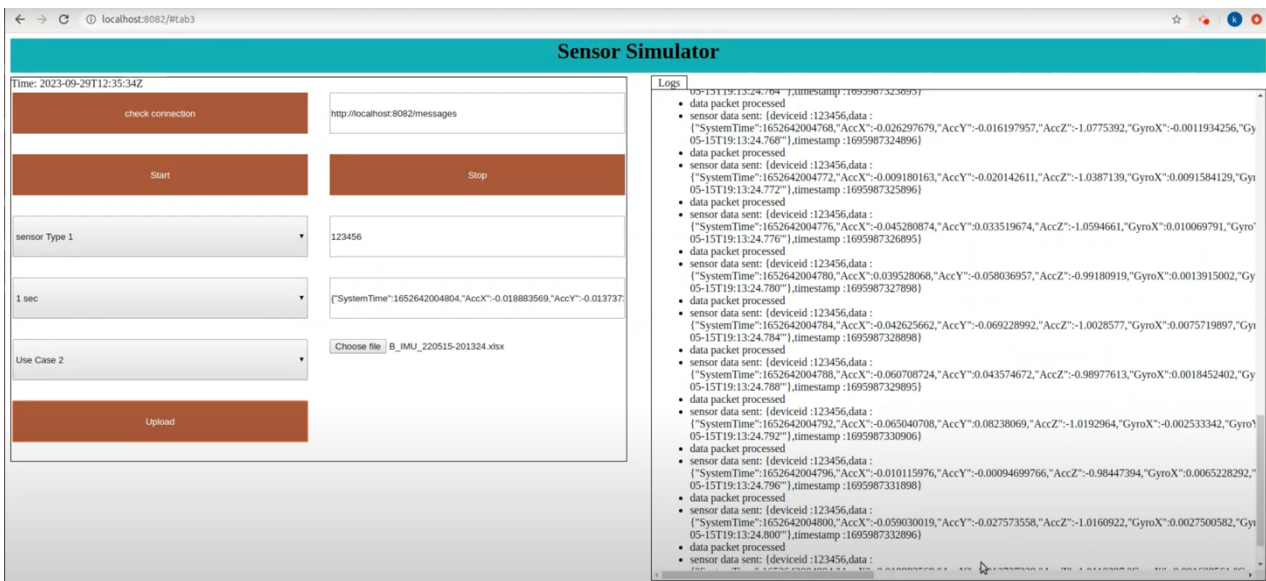 localhost:8082/#tab3
k
Sensor Simulator
Time: 2023-09-29T12:35:34Z
check connection
http://localhost:8082/messages
Start
Stop
sensor Type 1
123456
1 sec
{"SystemTime":1652642004804,"AccX":-0.018883569,"AccY":-0.013737
Use Case 2
Choose file B_IMU_220515-201324.xlsx
Upload
Logs
05-15T19:13:24.764'"},timestamp :1695987323895}
data packet processed
sensor data sent: {deviceid :123456,data :
{"SystemTime":1652642004768,"AccX":-0.026297679,"AccY":-0.016197957,"AccZ":-1.0775392,"GyroX":-0.0011934256,"Gy
05-15T19:13:24.768'"},timestamp :1695987324896}
data packet processed
sensor data sent: {deviceid :123456,data :
{"SystemTime":1652642004772,"AccX":-0.009180163,"AccY":-0.020142611,"AccZ":-1.0387139,"GyroX":0.0091584129,"Gyr
05-15T19:13:24.772'"},timestamp :1695987325896}
data packet processed
sensor data sent: {deviceid :123456,data :
{"SystemTime":1652642004776,"AccX":-0.045280874,"AccY":0.033519674,"AccZ":-1.0594661,"GyroX":0.010069791,"Gyro
05-15T19:13:24.776'"},timestamp :1695987326895}
data packet processed
sensor data sent: {deviceid :123456,data :
{"SystemTime":1652642004780,"AccX":0.039528068,"AccY":-0.058036957,"AccZ":-0.99180919,"GyroX":0.0013915002,"Gy
05-15T19:13:24.780'"},timestamp :1695987327898}
data packet processed
sensor data sent: {deviceid :123456,data :
{"SystemTime":1652642004784,"AccX":-0.042625662,"AccY":-0.069228992,"AccZ":-1.0028577,"GyroX":0.0075719897,"Gyr
05-15T19:13:24.784'"},timestamp :1695987328898}
data packet processed
sensor data sent: {deviceid :123456,data :
{"SystemTime":1652642004788,"AccX":-0.060708724,"AccY":0.043574672,"AccZ":-0.98977613,"GyroX":0.0018452402,"Gy
05-15T19:13:24.788'"},timestamp :1695987329895}
data packet processed
sensor data sent: {deviceid :123456,data :
{"SystemTime":1652642004792,"AccX":-0.065040708,"AccY":0.08238069,"AccZ":-1.0192964,"GyroX":-0.002533342,"Gyro
05-15T19:13:24.792'"},timestamp :1695987330906}
data packet processed
sensor data sent: {deviceid :123456,data :
{"SystemTime":1652642004796,"AccX":-0.010115976,"AccY":-0.00094699766,"AccZ":-0.98447394,"GyroX":0.0065228292,"
05-15T19:13:24.796'"},timestamp :1695987331898}
data packet processed
sensor data sent: {deviceid :123456,data :
{"SystemTime":1652642004800,"AccX":-0.059030019,"AccY":-0.027573558,"AccZ":-1.0160922,"GyroX":0.0027500582,"Gyr
05-15T19:13:24.800'"},timestamp :1695987332896}
data packet processed
sensor data sent: {deviceid :123456,data :